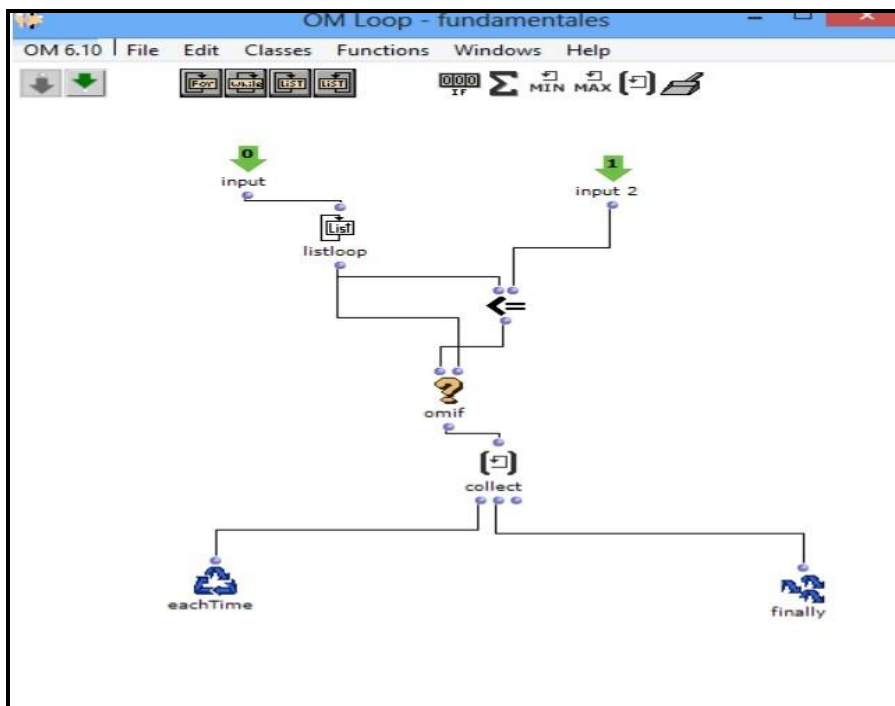 OM Loop - fundamentales
OM 6.10 File Edit Classes Functions Windows Help
For while LIST LIST 000 IF Σ MIN MAX
0
input
1
input 2
List
listloop
<=
?
omif
collect
eachTime
finally